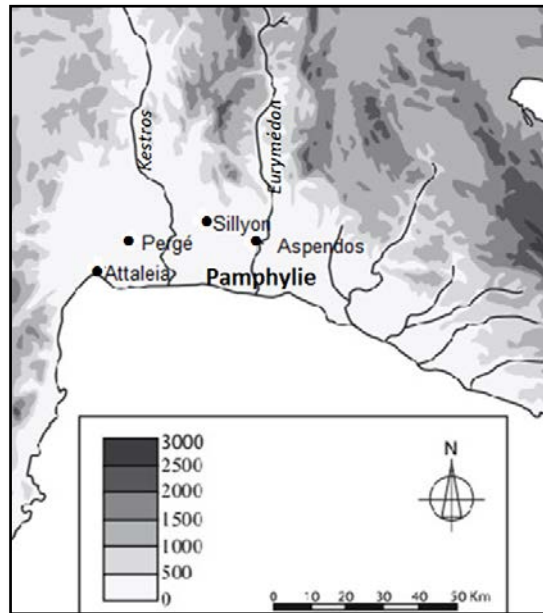 Kestros
Eurymédon
Sillyon
Pergé
Aspendos
Attaleia
Pamphylie
3000
2500
2000
1500
1000
500
0
N
0 10 20 30 40 50 Km